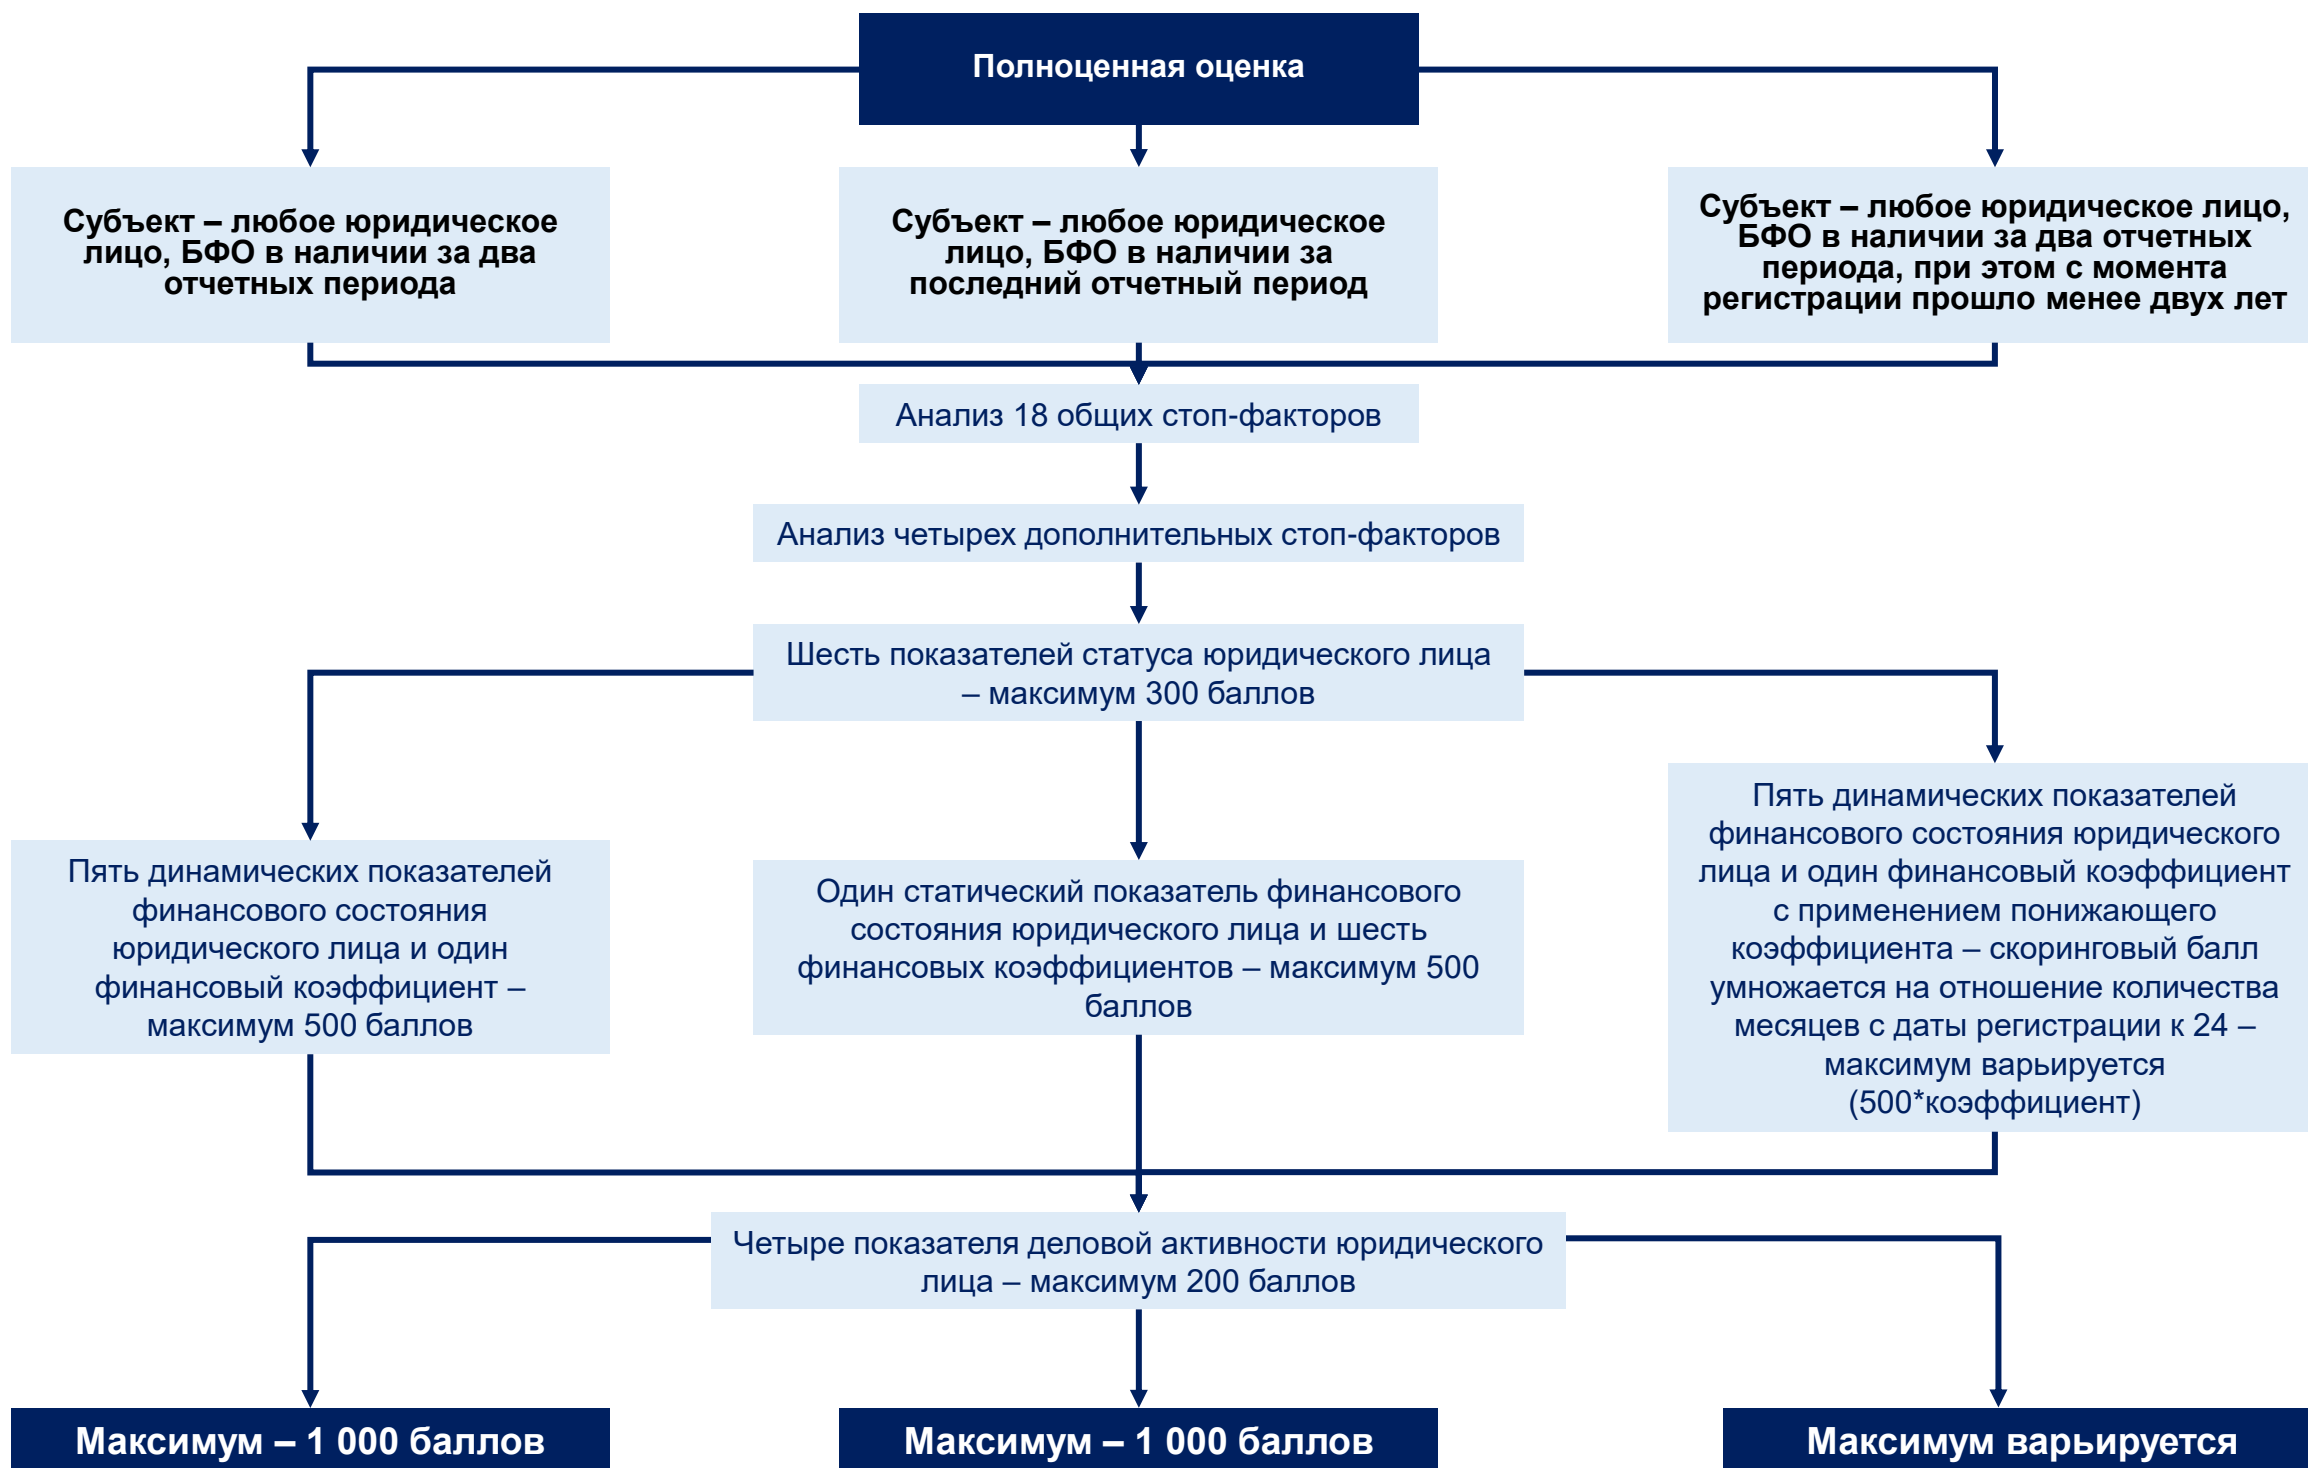 Полноценная оценка
Субъект – любое юридическое
лицо, БФО в наличии за два
отчетных периода
Субъект – любое юридическое
лицо, БФО в наличии за
последний отчетный период
Субъект – любое юридическое лицо,
БФО в наличии за два отчетных
периода, при этом с момента
регистрации прошло менее двух лет
Анализ 18 общих стоп-факторов
Анализ четырех дополнительных стоп-факторов
Шесть показателей статуса юридического лица
– максимум 300 баллов
Пять динамических показателей
финансового состояния
юридического лица и один
финансовый коэффициент –
максимум 500 баллов
Один статический показатель финансового
состояния юридического лица и шесть
финансовых коэффициентов – максимум 500
баллов
Пять динамических показателей
финансового состояния юридического
лица и один финансовый коэффициент
с применением понижающего
коэффициента – скоринговый балл
умножается на отношение количества
месяцев с даты регистрации к 24 –
максимум варьируется
(500*коэффициент)
Четыре показателя деловой активности юридического
лица – максимум 200 баллов
Максимум – 1 000 баллов
Максимум – 1 000 баллов
Максимум варьируется